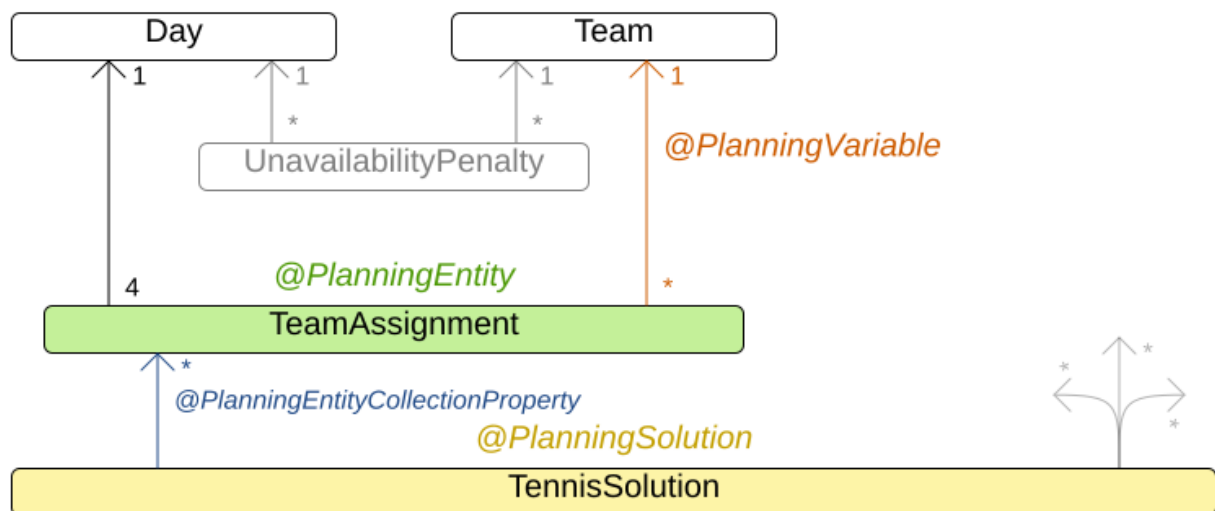 Day
Team
1
1
1
1
*
*
@PlanningVariable
UnavailabilityPenalty
@PlanningEntity
4
*
TeamAssignment
*
*
*
*
@PlanningEntityCollectionProperty
@PlanningSolution
TennisSolution